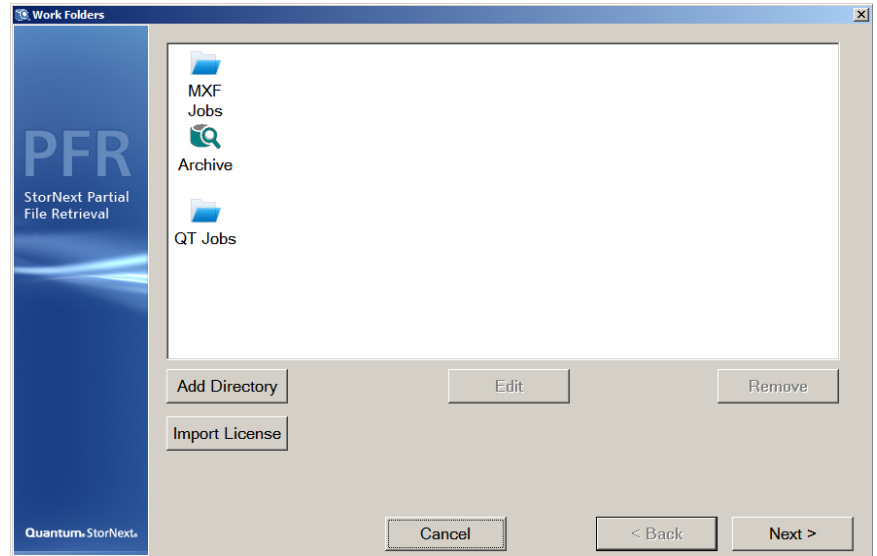 Work Folders
PFR
StorNext Partial
File Retrieval
MXF
Jobs
Archive
QT Jobs
Add Directory
Edit
Remove
Import License
Quantum. StorNext.
Cancel
< Back
Next >